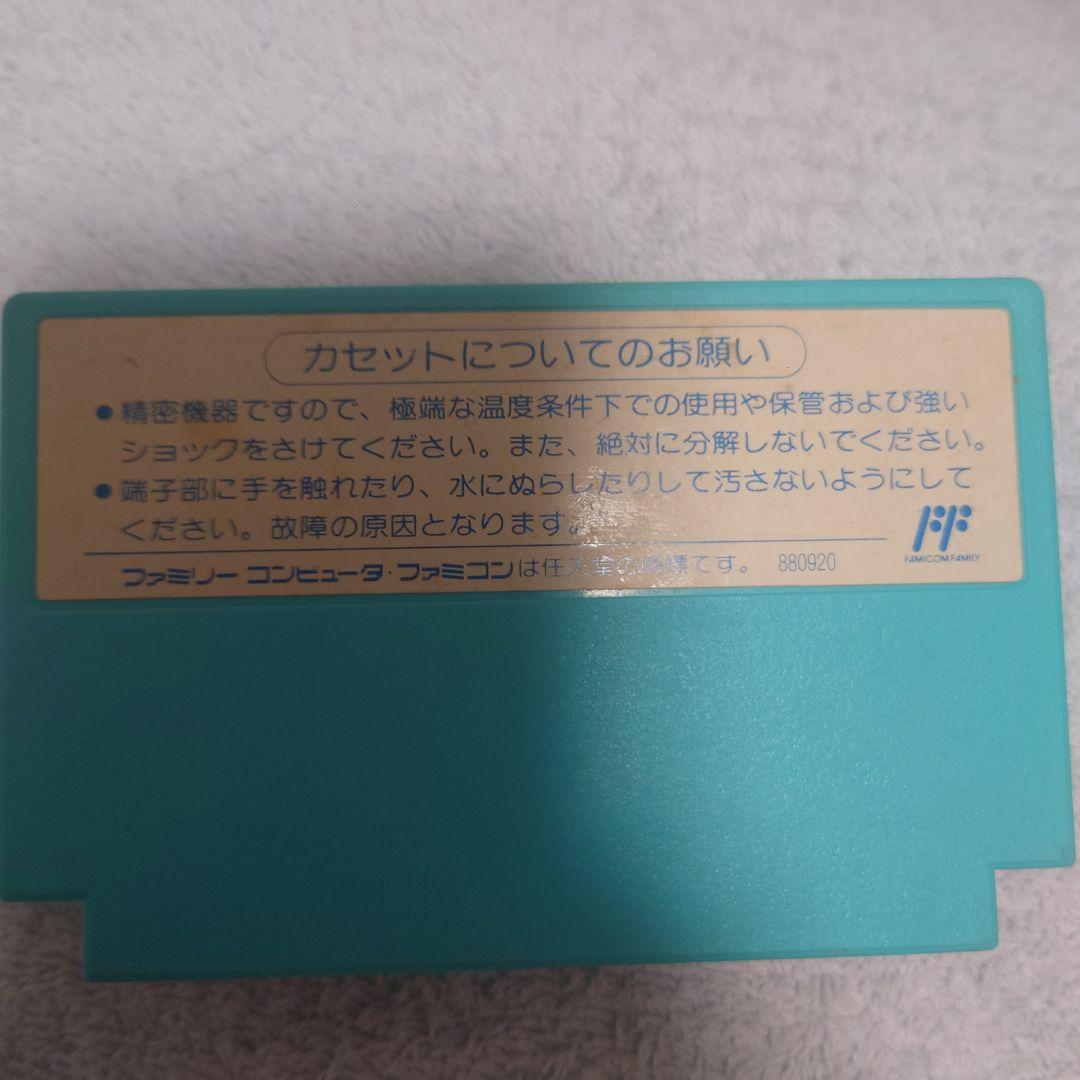 カセットについてのお願い
●精密機器ですので、極端な温度条件下での使用や保管および強い
ショックをさけてください。また、絶対に分解しないでください。
●端子部に手を触れたり、水にぬらしたりして汚さないようにして
ください。故障の原因となります。
FAMICOM FAMILY
ファミリー コンピュータ・ファミコンは任天堂の商標です。 880920